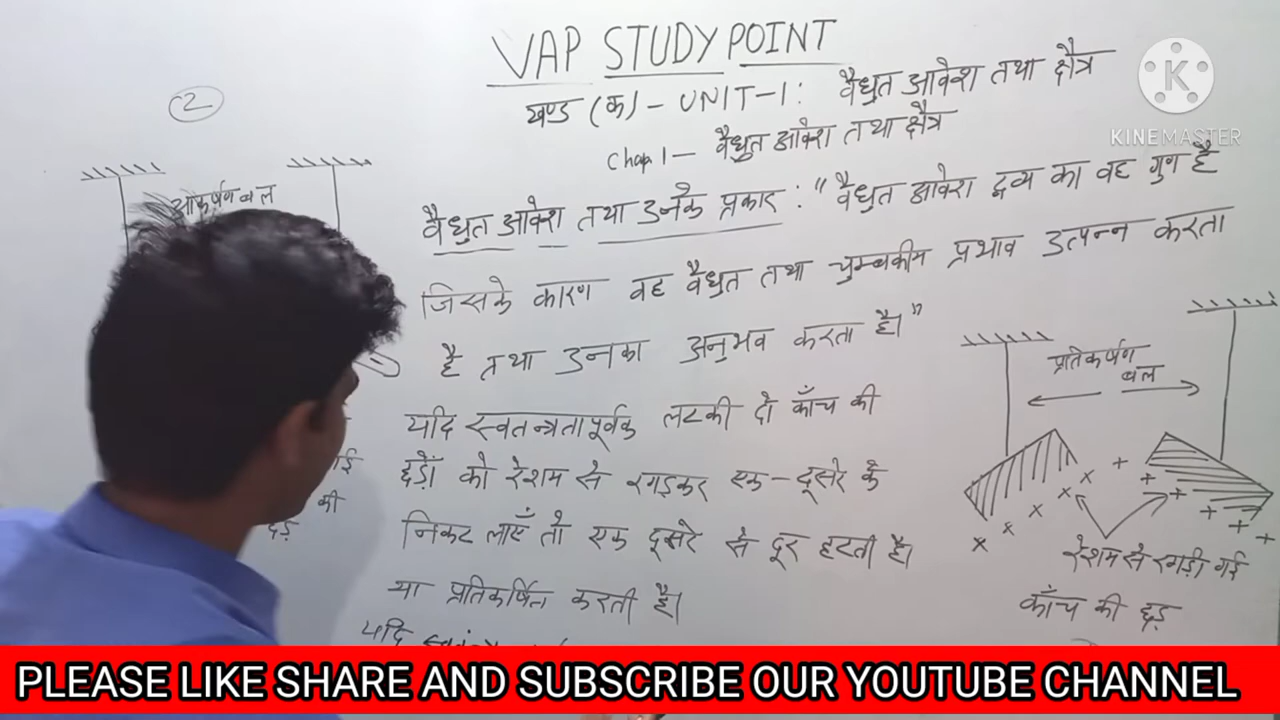 VAP STUDY POINT
खण्ड (क) - UNIT-1: वैधुत आवेश तथा क्षैत्र
Chap 1 - वैधुत आवेश तथा क्षैत्र
K
KINEMASTER
2
आकर्षण बल
वैधुत आवेश तथा उनके प्रकार : "वैधुत आवेश द्रव्य का वह गुण है
जिसके कारण वह वैधुत तथा चुम्बकीय प्रभाव उत्पन्न करता
है तथा उनका अनुभव करता है।"
यदि स्वतन्त्रतापूर्वक लटकी दो काँच की
छड़ों को रेशम से रगड़कर एक-दूसरे के
निकट लाएँ तो एक दूसरे से दूर हटती है।
या प्रतिकर्षित करती है।
यदि
प्रतिकर्षण
बल
रेशम से रगड़ी गई
काँच की छड़
की
छड़
PLEASE LIKE SHARE AND SUBSCRIBE OUR YOUTUBE CHANNEL